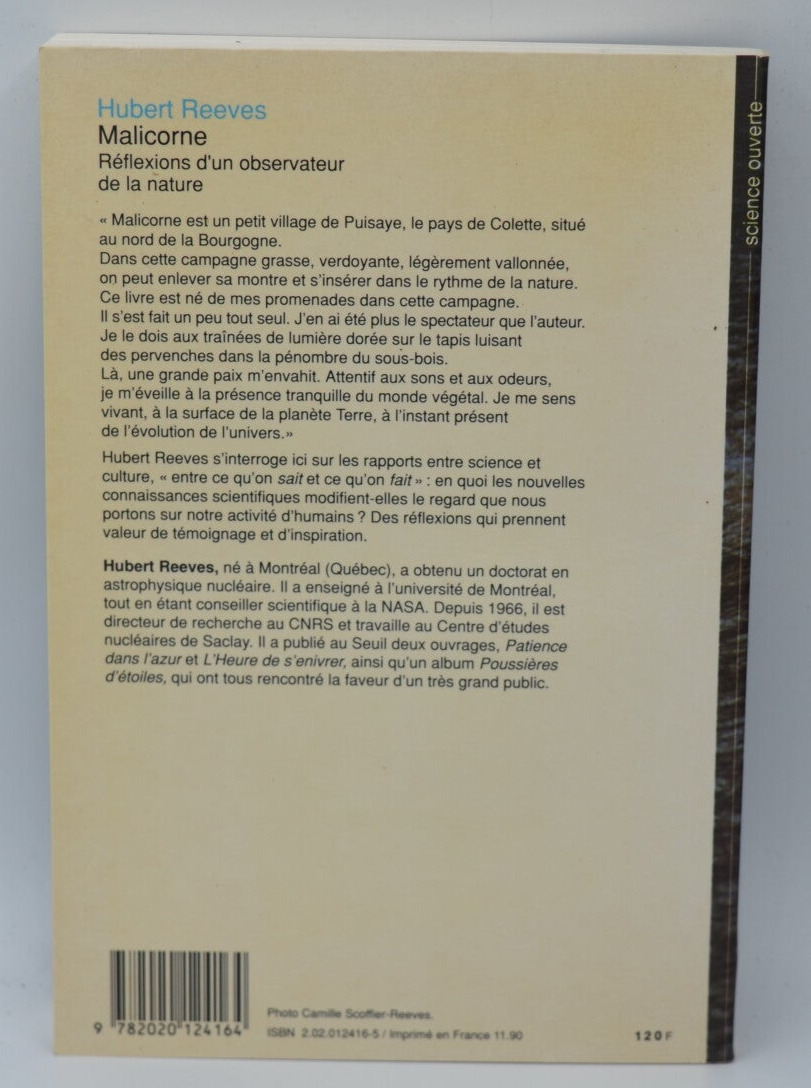 Hubert Reeves
Malicorne
Réflexions d'un observateur
de la nature
« Malicorne est un petit village de Puisaye, le pays de Colette, situé
au nord de la Bourgogne.
Dans cette campagne grasse, verdoyante, légèrement vallonnée,
on peut enlever sa montre et s'insérer dans le rythme de la nature.
Ce livre est né de mes promenades dans cette campagne.
Il s'est fait un peu tout seul. J'en ai été plus le spectateur que l'auteur.
Je le dois aux traînées de lumière dorée sur le tapis luisant
des pervenches dans la pénombre du sous-bois.
Là, une grande paix m'envahit. Attentif aux sons et aux odeurs,
je m'éveille à la présence tranquille du monde végétal. Je me sens
vivant, à la surface de la planète Terre, à l'instant présent
de l'évolution de l'univers.»
Hubert Reeves s'interroge ici sur les rapports entre science et
culture, « entre ce qu'on sait et ce qu'on fait » : en quoi les nouvelles
connaissances scientifiques modifient-elles le regard que nous
portons sur notre activité d'humains ? Des réflexions qui prennent
valeur de témoignage et d'inspiration.
Hubert Reeves, né à Montréal (Québec), a obtenu un doctorat en
astrophysique nucléaire. Il a enseigné à l'université de Montréal,
tout en étant conseiller scientifique à la NASA. Depuis 1966, il est
directeur de recherche au CNRS et travaille au Centre d'études
nucléaires de Saclay. Il a publié au Seuil deux ouvrages, Patience
dans l'azur et L'Heure de s'enivrer, ainsi qu'un album Poussières
d'étoiles, qui ont tous rencontré la faveur d'un très grand public.
science ouverte
9 782020 124164
Photo Camille Scoffier-Reeves.
ISBN 2.02.012416-5 / Imprimé en France 11.90
120 F